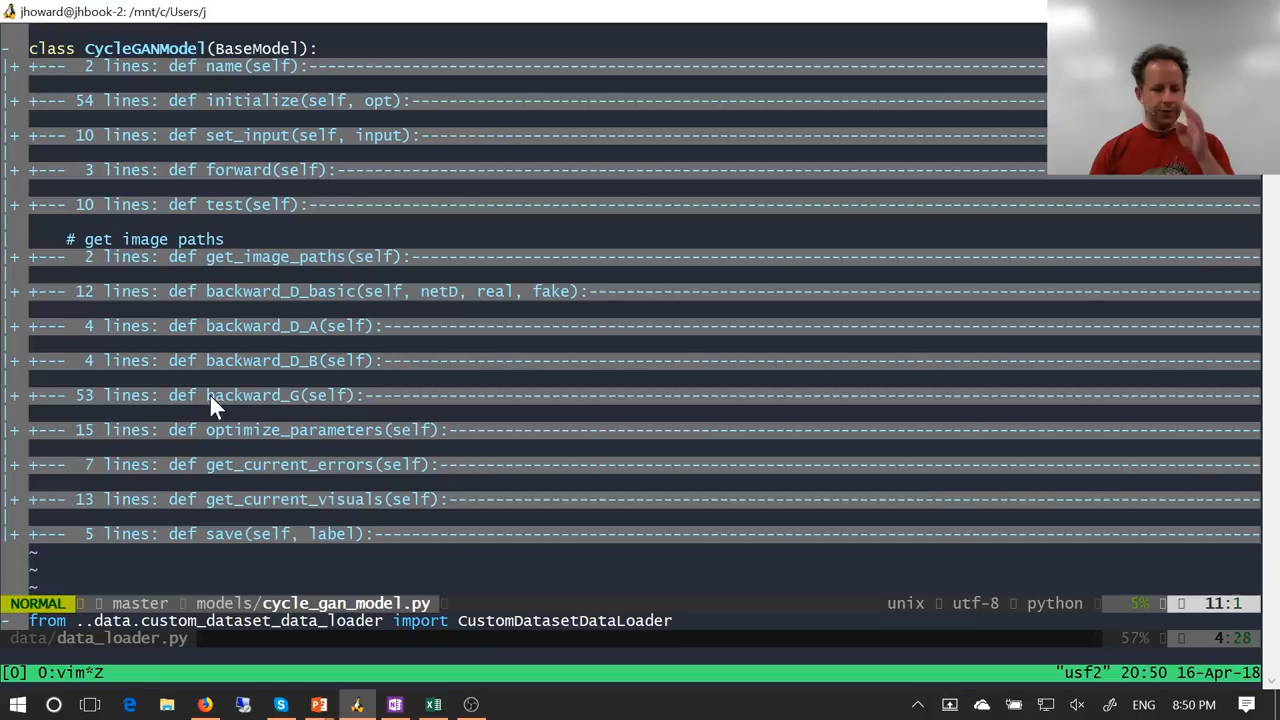 jhoward@jhbook-2: /mnt/c/Users/j
- class CycleGANModel(BaseModel):
|+ +--- 2 lines: def name(self):
|+ +--- 54 lines: def initialize(self, opt):
|+ +--- 10 lines: def set_input(self, input):
|+ +--- 3 lines: def forward(self):
|+ +--- 10 lines: def test(self):
# get image paths
|+ +--- 2 lines: def get_image_paths(self):
|+ +--- 12 lines: def backward_D_basic(self, netD, real, fake):
|+ +--- 4 lines: def backward_D_A(self):
|+ +--- 4 lines: def backward_D_B(self):
|+ +--- 53 lines: def backward_G(self):
|+ +--- 15 lines: def optimize_parameters(self):
|+ +--- 7 lines: def get_current_errors(self):
|+ +--- 13 lines: def get_current_visuals(self):
|+ +--- 5 lines: def save(self, label):
~
~
~
NORMAL master models/cycle_gan_model.py unix utf-8 python 5% 11:1
- from ..data.custom_dataset_data_loader import CustomDatasetDataLoader
data/data_loader.py 57% 4:28
[0] 0:vim*Z "usf2" 20:50 16-Apr-18
ENG 8:50 PM